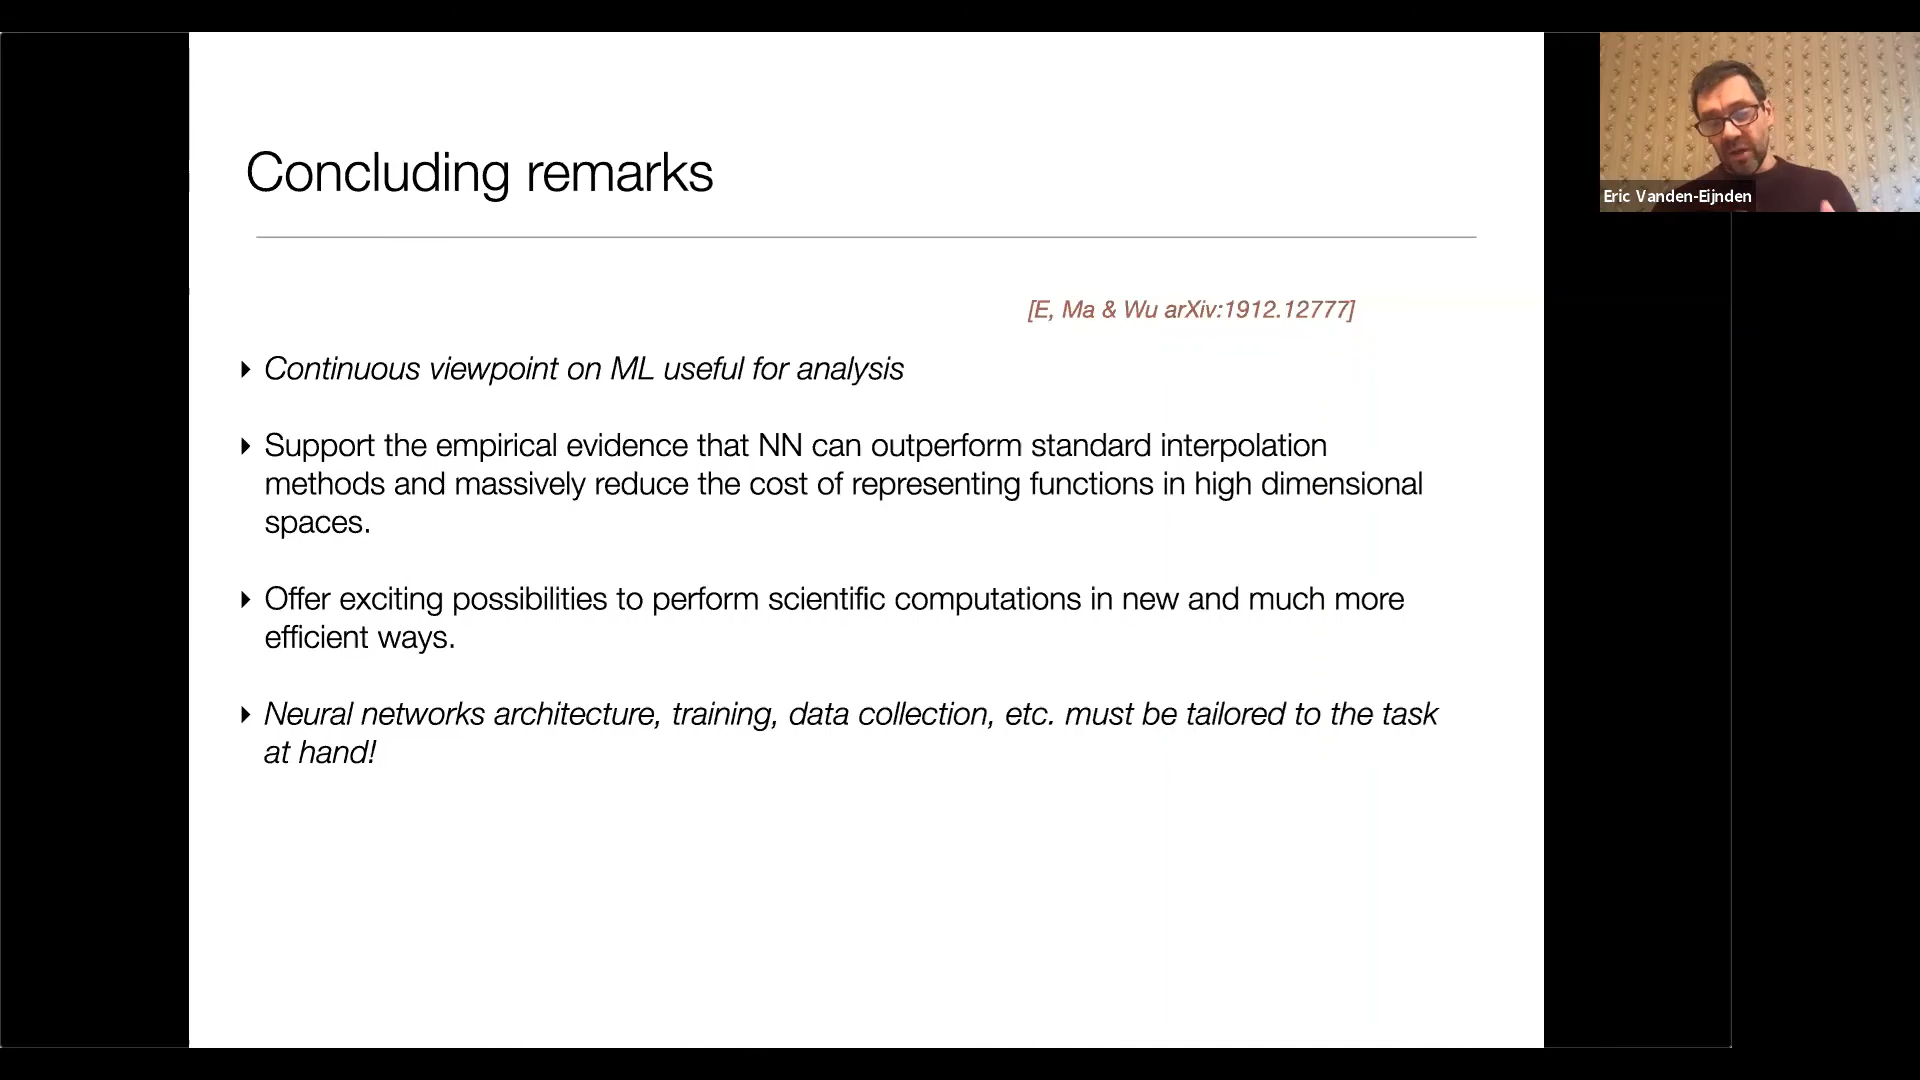 Concluding remarks
Eric Vanden-Eijnden
[E, Ma & Wu arXiv:1912.12777]
‣ Continuous viewpoint on ML useful for analysis
‣ Support the empirical evidence that NN can outperform standard interpolation
methods and massively reduce the cost of representing functions in high dimensional
spaces.
‣ Offer exciting possibilities to perform scientific computations in new and much more
efficient ways.
‣ Neural networks architecture, training, data collection, etc. must be tailored to the task
at hand!